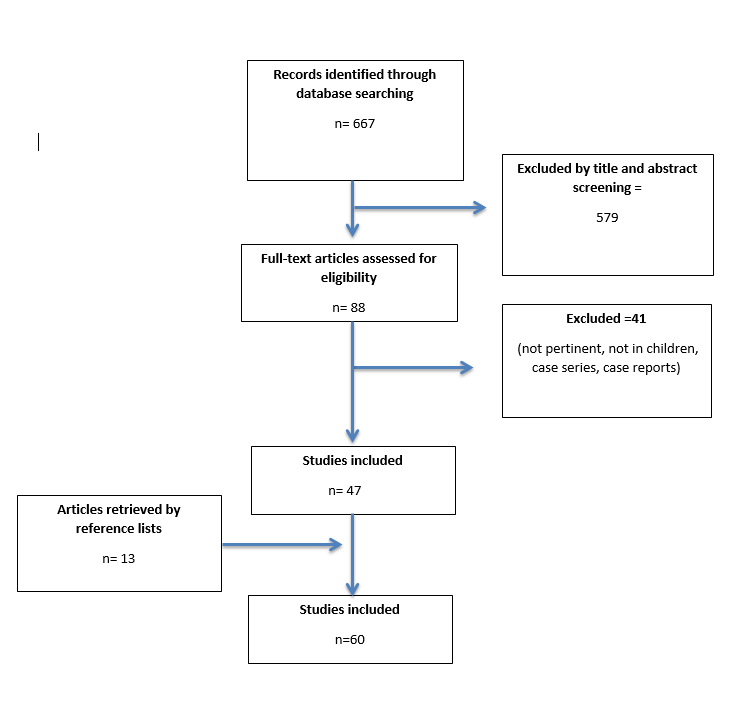 Records identified through
database searching
n= 667
Excluded by title and abstract
screening =
579
Full-text articles assessed for
eligibility
n= 88
Excluded =41
(not pertinent, not in children,
case series, case reports)
Studies included
n= 47
Articles retrieved by
reference lists
n= 13
Studies included
n=60